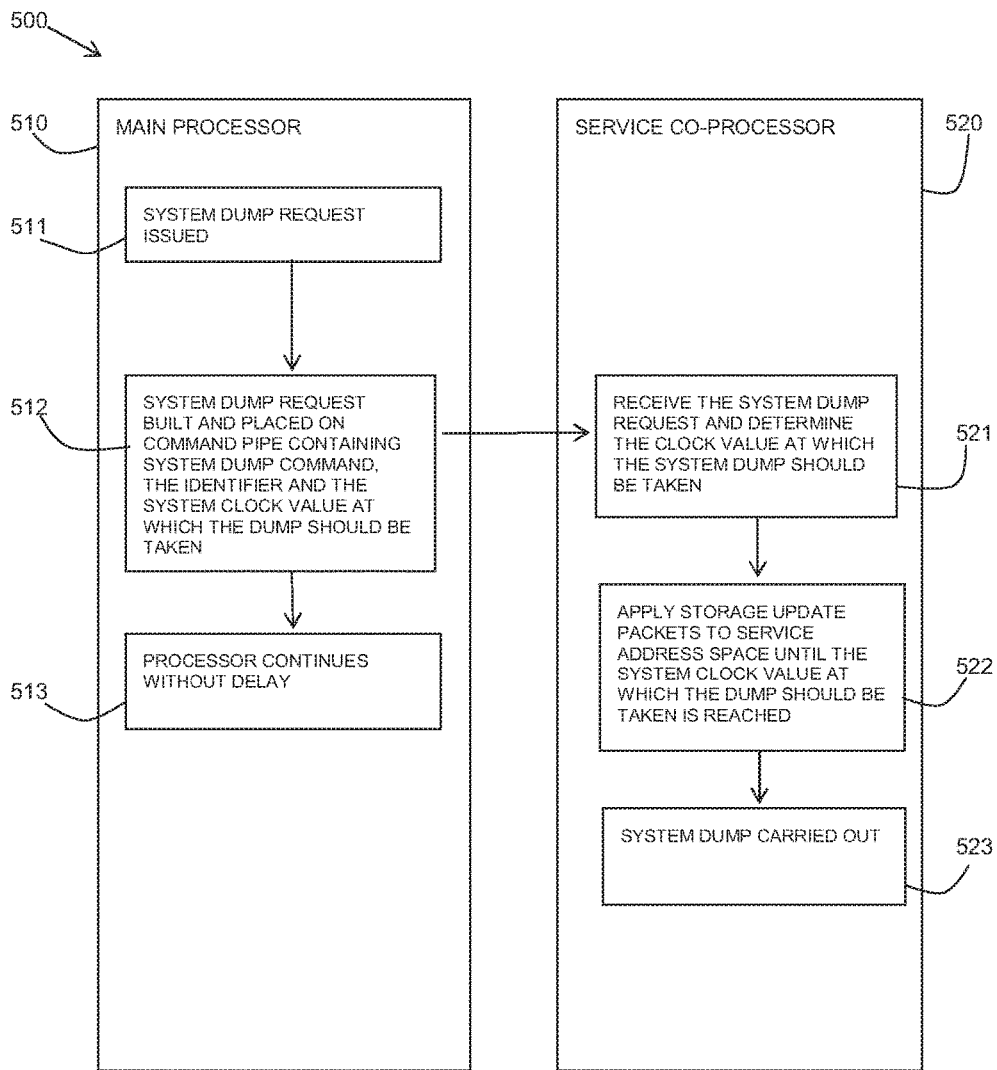 500
510
MAIN PROCESSOR
511
SYSTEM DUMP REQUEST
ISSUED
512
SYSTEM DUMP REQUEST
BUILT AND PLACED ON
COMMAND PIPE CONTAINING
SYSTEM DUMP COMMAND,
THE IDENTIFIER AND THE
SYSTEM CLOCK VALUE AT
WHICH THE DUMP SHOULD BE
TAKEN
513
PROCESSOR CONTINUES
WITHOUT DELAY
SERVICE CO-PROCESSOR
520
RECEIVE THE SYSTEM DUMP
REQUEST AND DETERMINE
THE CLOCK VALUE AT WHICH
THE SYSTEM DUMP SHOULD
BE TAKEN
521
APPLY STORAGE UPDATE
PACKETS TO SERVICE
ADDRESS SPACE UNTIL THE
SYSTEM CLOCK VALUE AT
WHICH THE DUMP SHOULD BE
TAKEN IS REACHED
522
SYSTEM DUMP CARRIED OUT
523